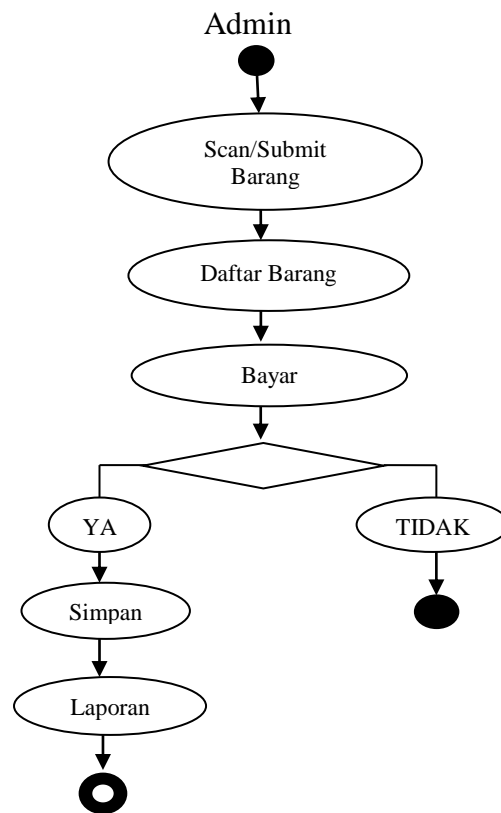 Admin
Scan/Submit
Barang
Daftar Barang
Bayar
YA
TIDAK
Simpan
Laporan